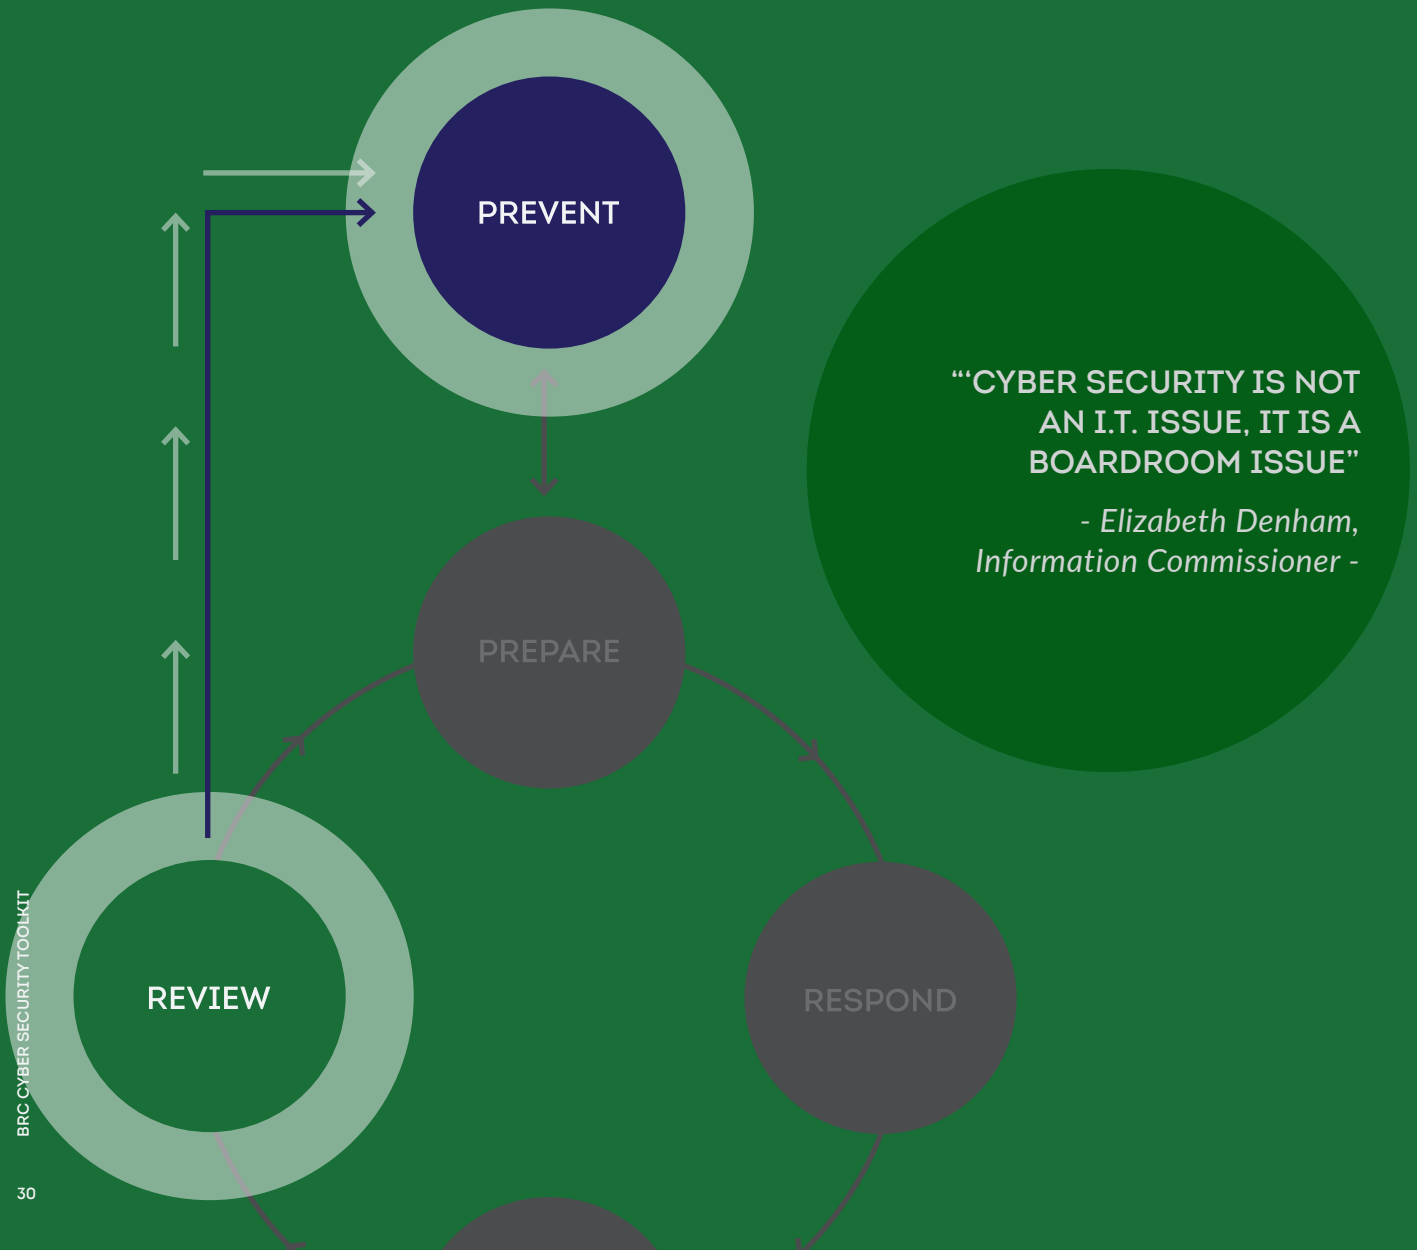 PREVENT
“‘CYBER SECURITY IS NOT
AN I.T. ISSUE, IT IS A
BOARDROOM ISSUE”
- Elizabeth Denham,
Information Commissioner -
PREPARE
REVIEW
RESPOND
BRC CYBER SECURITY TOOLKIT
30